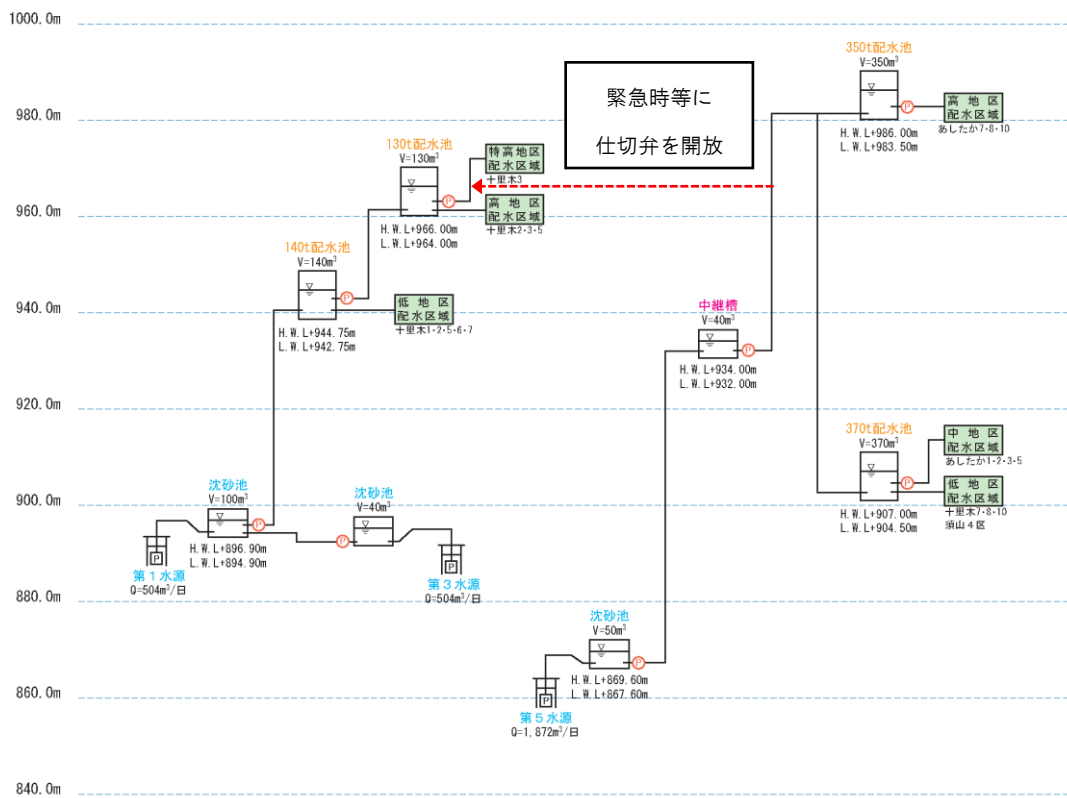 1000.0m
980.0m
960.0m
940.0m
920.0m
900.0m
880.0m
860.0m
840.0m
緊急時等に
仕切弁を開放
350t配水池
V=350m³
P
H.W.L+986.00m
L.W.L+983.50m
高地区
配水区域
あしたか7・8・10
130t配水池
V=130m³
P
H.W.L+966.00m
L.W.L+964.00m
特高地区
配水区域
十里木3
高地区
配水区域
十里木2・3・5
140t配水池
V=140m³
P
H.W.L+944.75m
L.W.L+942.75m
低地区
配水区域
十里木1・2・5・6・7
中継槽
V=40m³
P
H.W.L+934.00m
L.W.L+932.00m
370t配水池
V=370m³
P
H.W.L+907.00m
L.W.L+904.50m
中地区
配水区域
あしたか1・2・3・5
低地区
配水区域
十里木7・8・10
須山4区
沈砂池
V=100m³
P
H.W.L+896.90m
L.W.L+894.90m
沈砂池
V=40m³
P
P
第1水源
Q=504m³/日
P
第3水源
Q=504m³/日
沈砂池
V=50m³
P
H.W.L+869.60m
L.W.L+867.60m
P
第5水源
Q=1,872m³/日